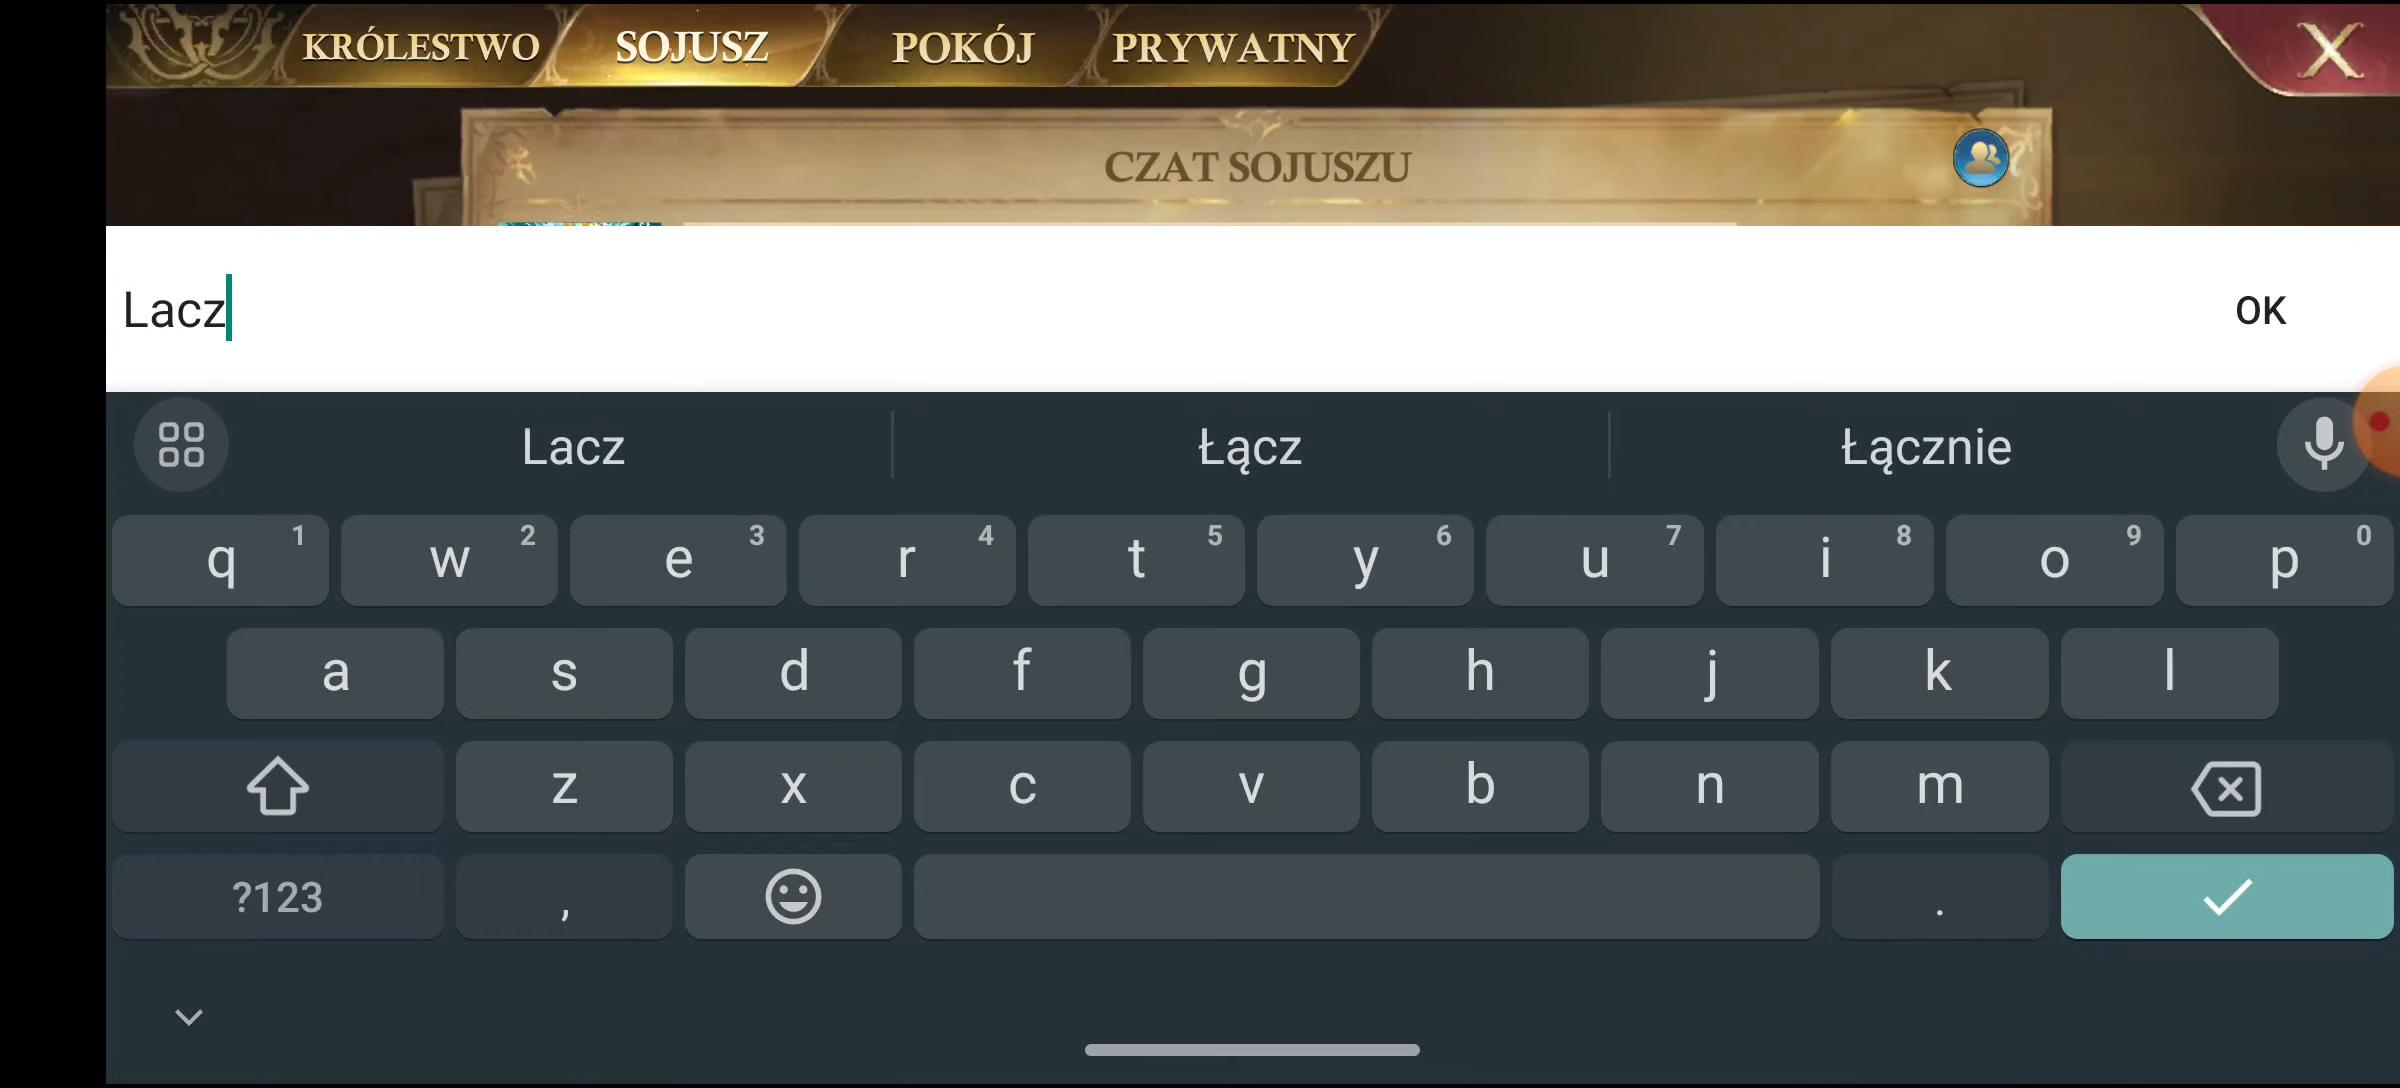 KRÓLESTWO SOJUSZ POKÓJ PRYWATNY X
CZAT SOJUSZU
Lacz OK
Lacz Łącz Łącznie
q 1 w 2 e 3 r 4 t 5 y 6 u 7 i 8 o 9 p 0
a s d f g h j k l
z x c v b n m
?123 , .